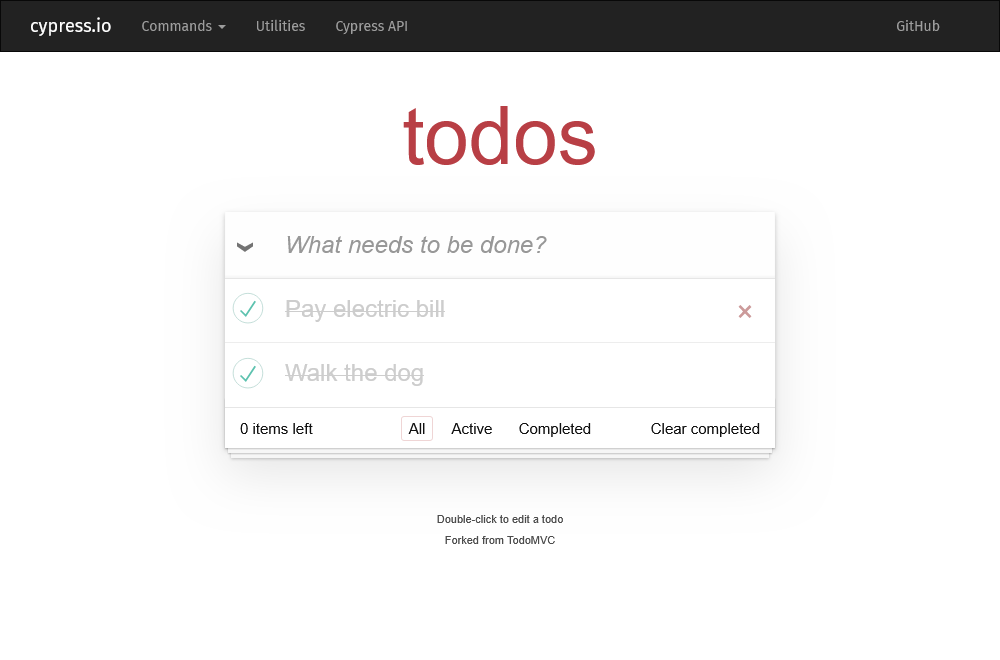 cypress.io Commands Utilities Cypress API GitHub
todos
What needs to be done?
Pay electric bill
Walk the dog
0 items left All Active Completed Clear completed
Double-click to edit a todo
Forked from TodoMVC